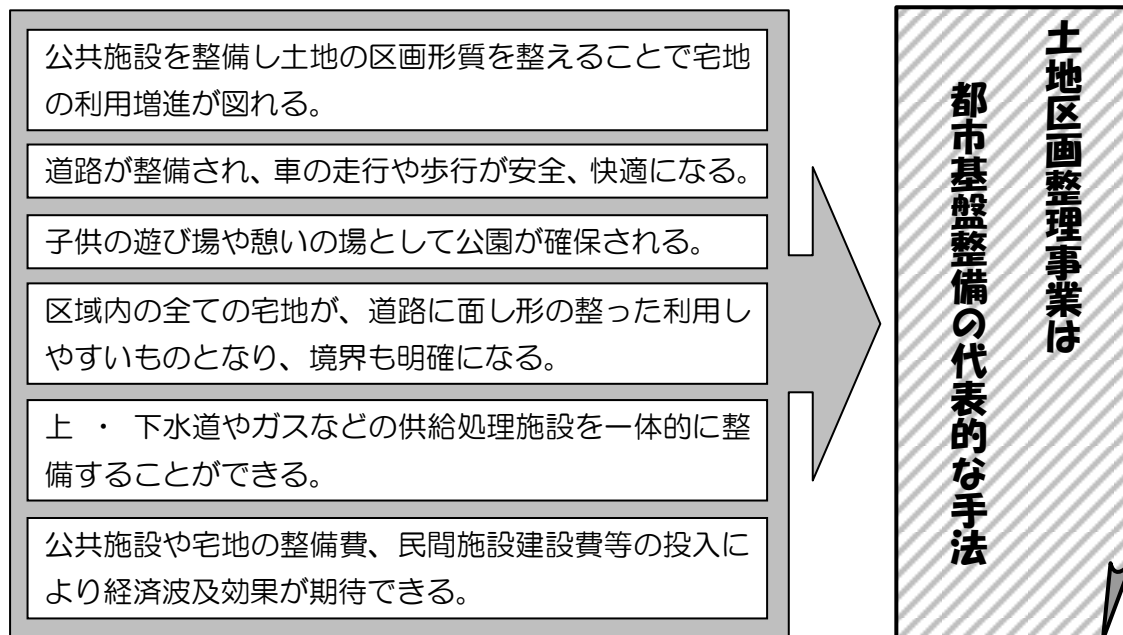 公共施設を整備し土地の区画形質を整えることで宅地
の利用増進が図れる。
道路が整備され、車の走行や歩行が安全、快適になる。
子供の遊び場や憩いの場として公園が確保される。
区域内の全ての宅地が、道路に面し形の整った利用し
やすいものとなり、境界も明確になる。
上 ・ 下水道やガスなどの供給処理施設を一体的に整
備することができる。
公共施設や宅地の整備費、民間施設建設費等の投入に
より経済波及効果が期待できる。
土地区画整理事業は
都市基盤整備の代表的な手法